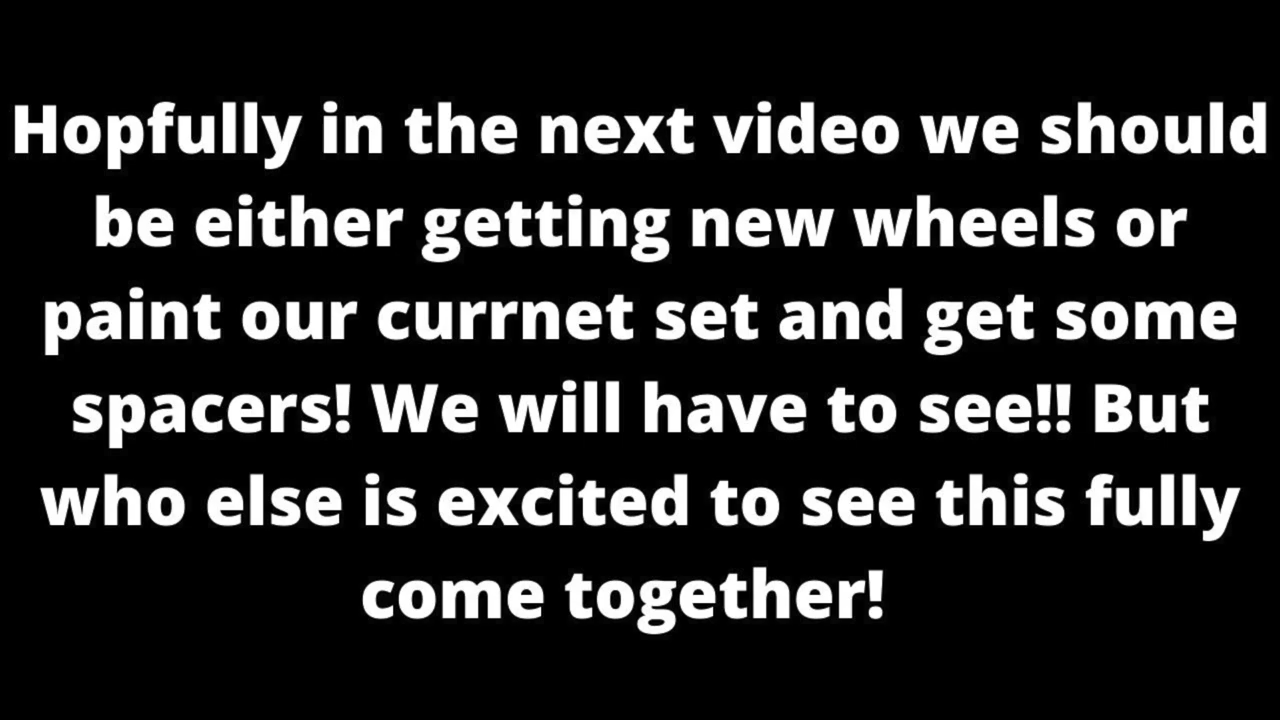 Hopfully in the next video we should
be either getting new wheels or
paint our currnet set and get some
spacers! We will have to see!! But
who else is excited to see this fully
come together!